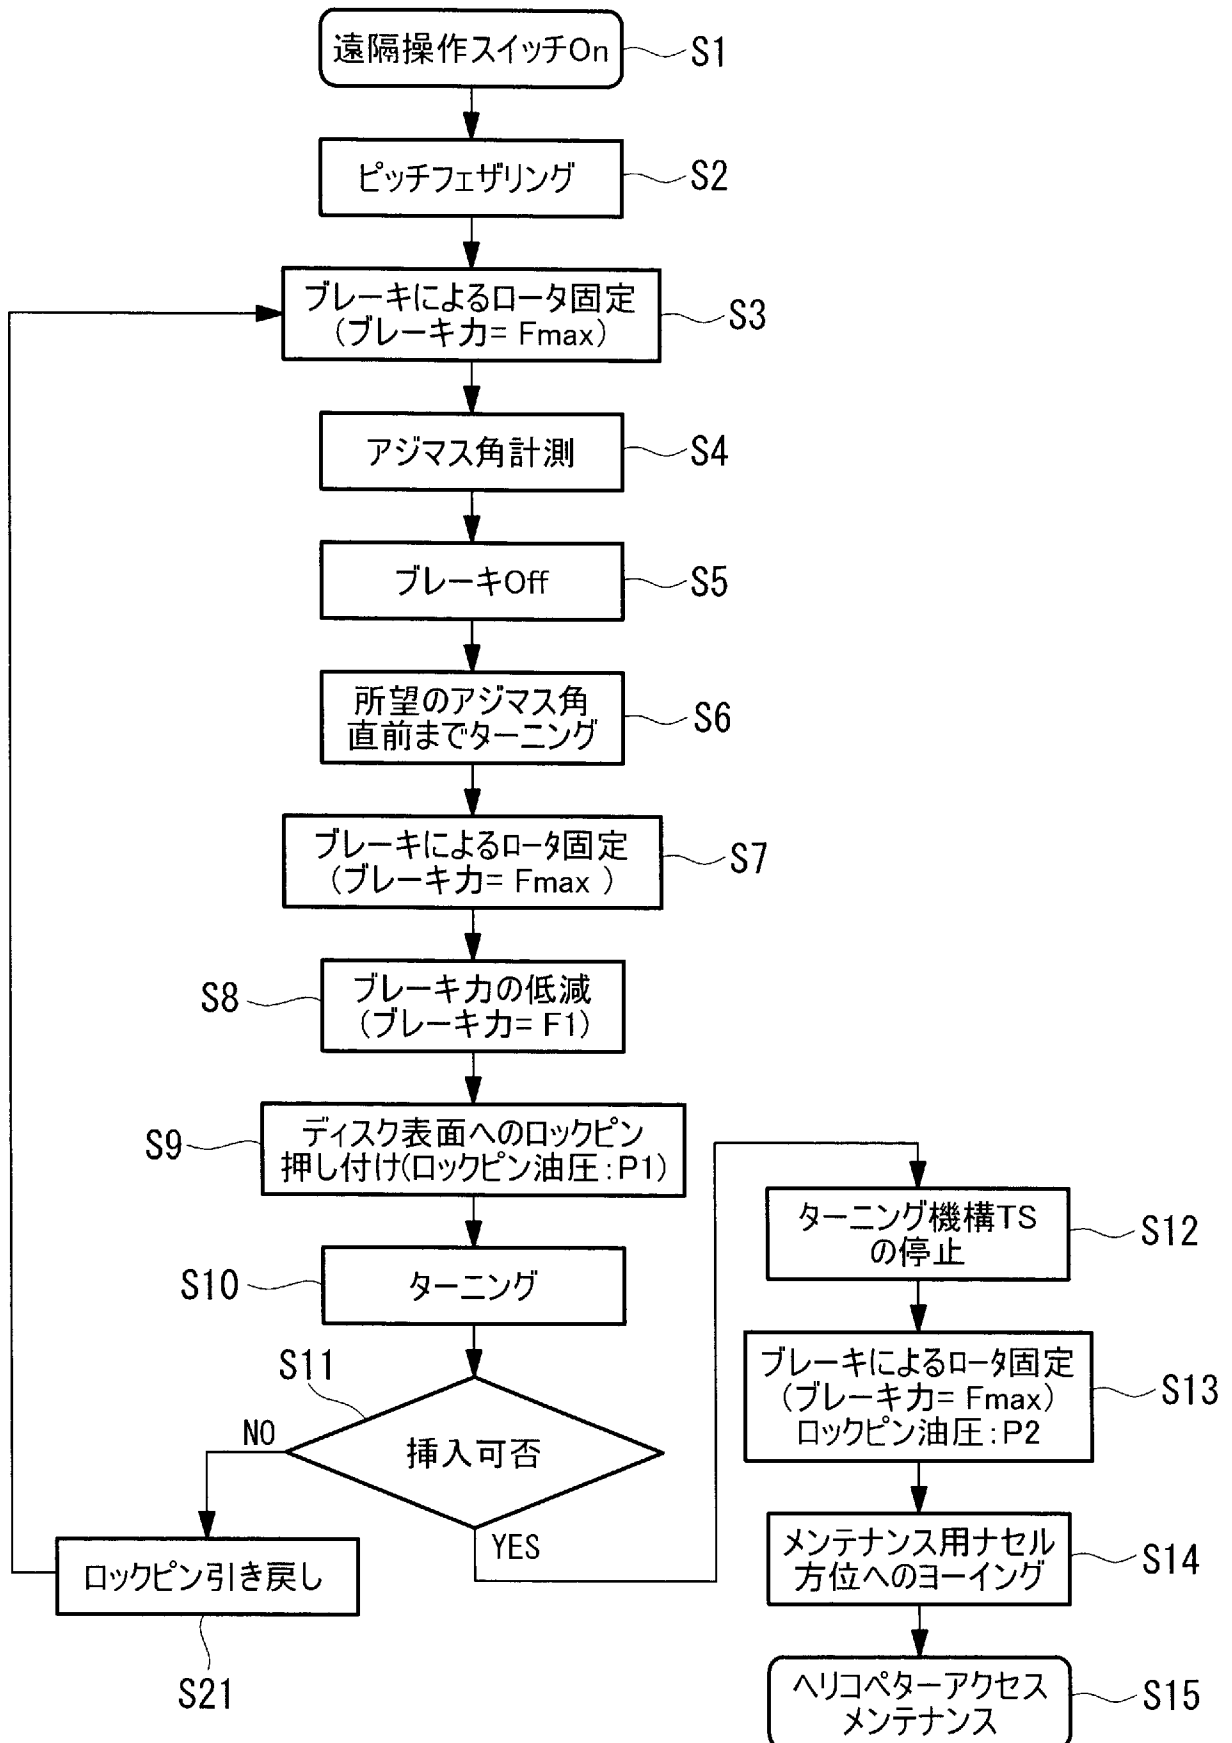 遠隔操作スイッチOn
S1
ピッチフェザリング
S2
ブレーキによるロータ固定
(ブレーキ力= Fmax)
S3
アジマス角計測
S4
ブレーキOff
S5
所望のアジマス角
直前までターニング
S6
ブレーキによるロータ固定
(ブレーキ力= Fmax )
S7
ブレーキ力の低減
(ブレーキ力= F1)
S8
ディスク表面へのロックピン
押し付け(ロックピン油圧:P1)
S9
ターニング
S10
挿入可否
S11
NO
YES
ロックピン引き戻し
S21
ターニング機構TS
の停止
S12
ブレーキによるロータ固定
(ブレーキ力= Fmax)
ロックピン油圧:P2
S13
メンテナンス用ナセル
方位へのヨーイング
S14
ヘリコペターアクセス
メンテナンス
S15